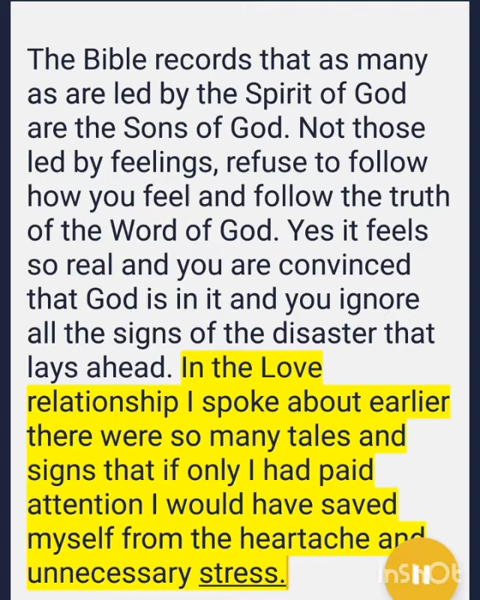 The Bible records that as many
as are led by the Spirit of God
are the Sons of God. Not those
led by feelings, refuse to follow
how you feel and follow the truth
of the Word of God. Yes it feels
so real and you are convinced
that God is in it and you ignore
all the signs of the disaster that
lays ahead. In the Love
relationship I spoke about earlier
there were so many tales and
signs that if only I had paid
attention I would have saved
myself from the heartache and
unnecessary stress.
InShOt